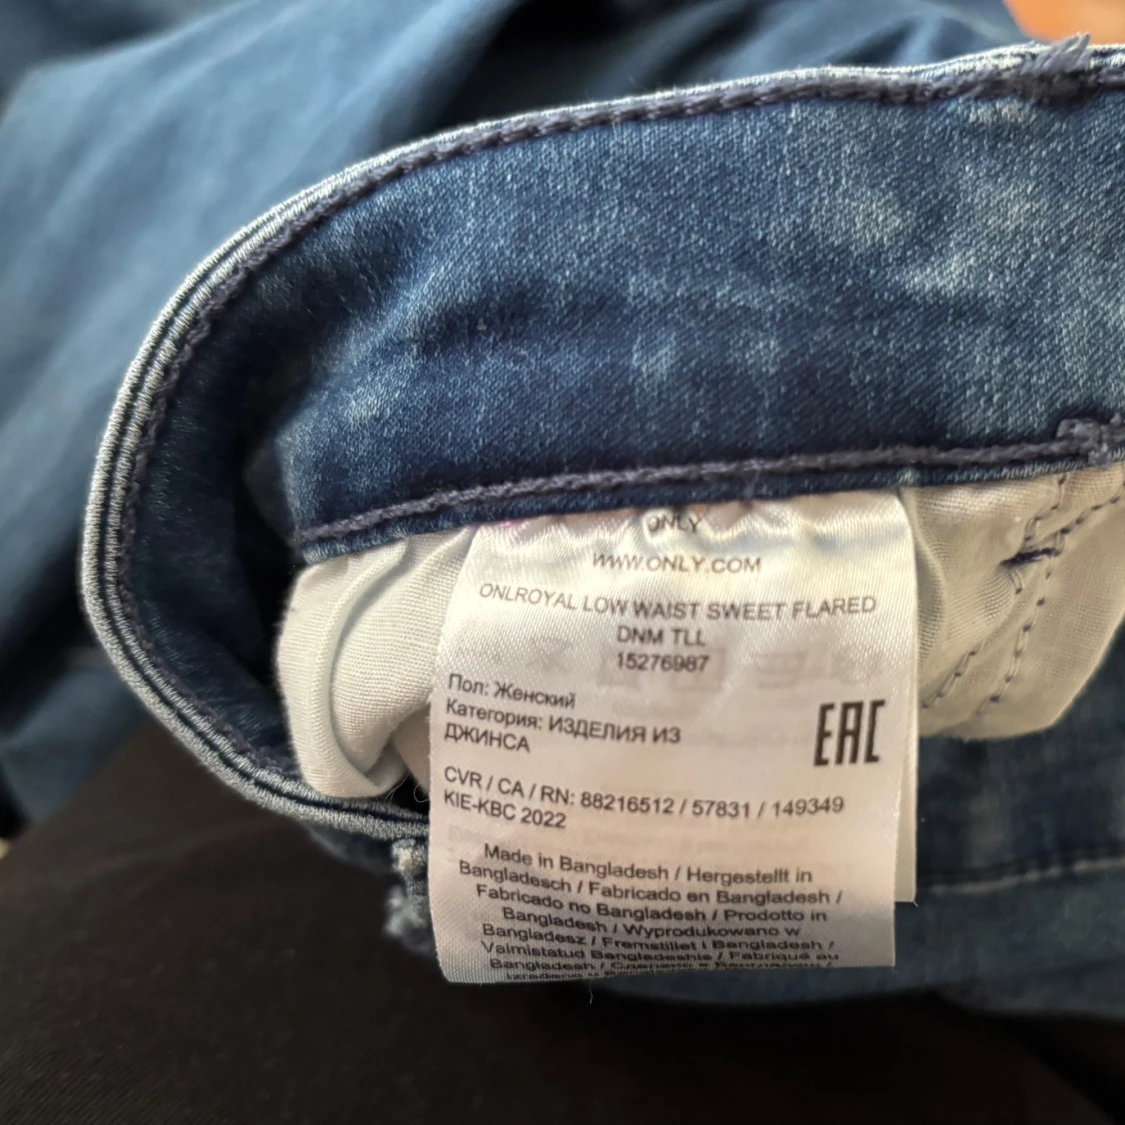 ONLY
WWW.ONLY.COM
ONLROYAL LOW WAIST SWEET FLARED
DNM TLL
15276987
Пол: Женский
Категория: ИЗДЕЛИЯ ИЗ
ДЖИНСА
EAC
CVR / CA / RN: 88216512 / 57831 / 149349
KIE-KBC 2022
Made in Bangladesh / Hergestellt in
Bangladesch / Fabricado en Bangladesh /
Fabricado no Bangladesh / Prodotto in
Bangladesh / Wyprodukowano w
Bangladesz / Fremstillet i Bangladesh /
Valmistatud Bangladeshis / Fabriqué au
Bangladesh /